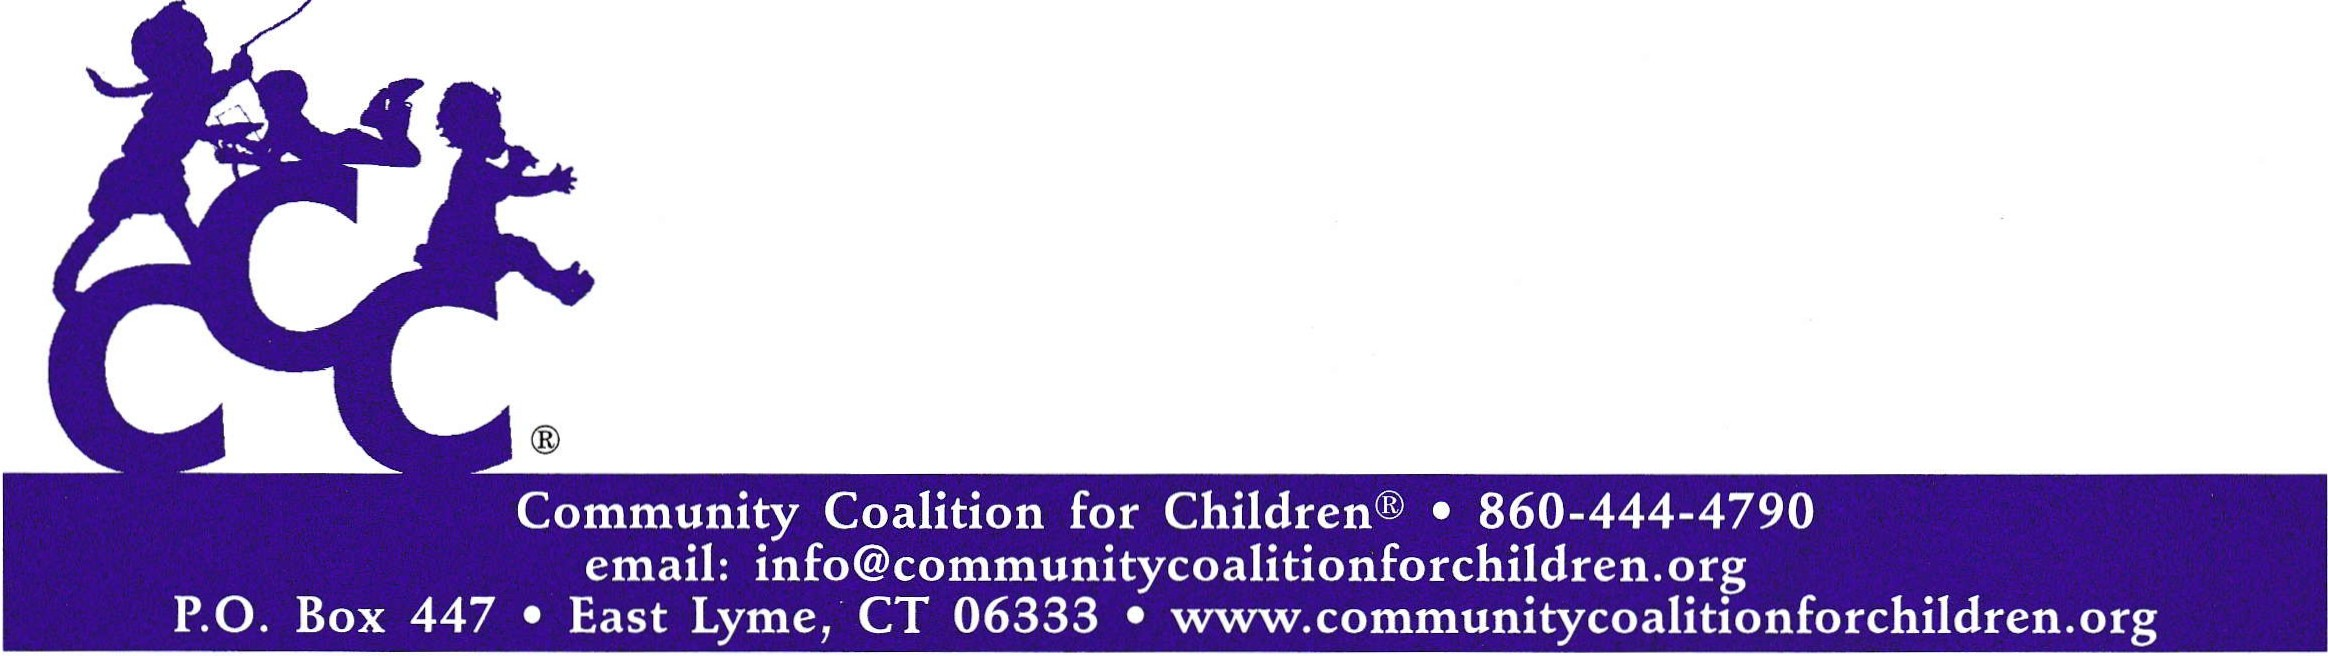 CCC®
Community Coalition for Children® • 860-444-4790
email: info@communitycoalitionforchildren.org
P.O. Box 447 • East Lyme, CT 06333 • www.communitycoalitionforchildren.org